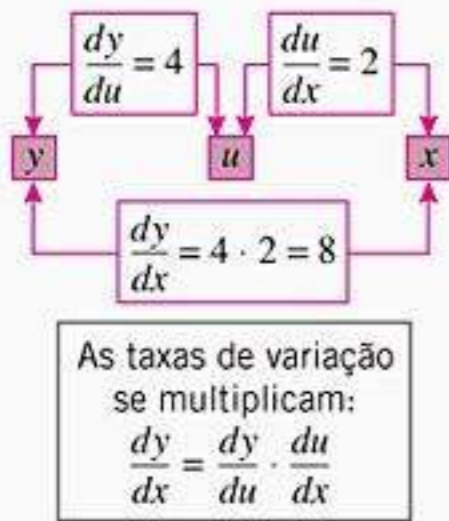 dy/du = 4 du/dx = 2
y u x
dy/dx = 4 · 2 = 8
As taxas de variação
se multiplicam:
dy/dx = dy/du · du/dx